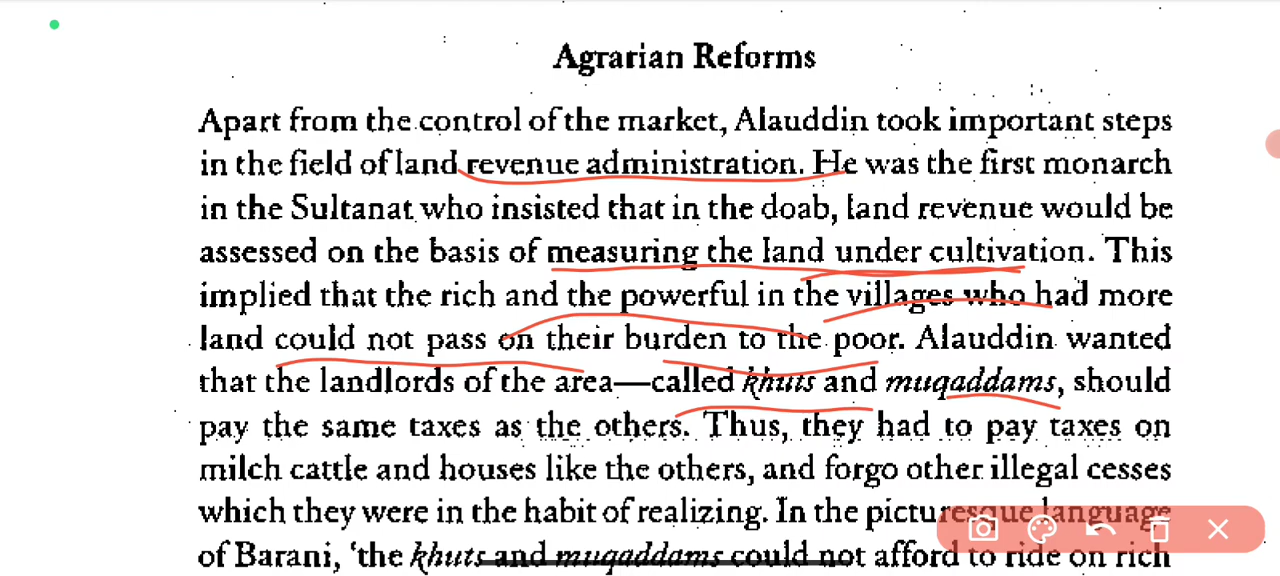 Agrarian Reforms
Apart from the control of the market, Alauddin took important steps
in the field of land revenue administration. He was the first monarch
in the Sultanat who insisted that in the doab, land revenue would be
assessed on the basis of measuring the land under cultivation. This
implied that the rich and the powerful in the villages who had more
land could not pass on their burden to the poor. Alauddin wanted
that the landlords of the area—called khuts and muqaddams, should
pay the same taxes as the others. Thus, they had to pay taxes on
milch cattle and houses like the others, and forgo other illegal cesses
which they were in the habit of realizing. In the picturesque language
of Barani, ‘the khuts and muqaddams could not afford to ride on rich